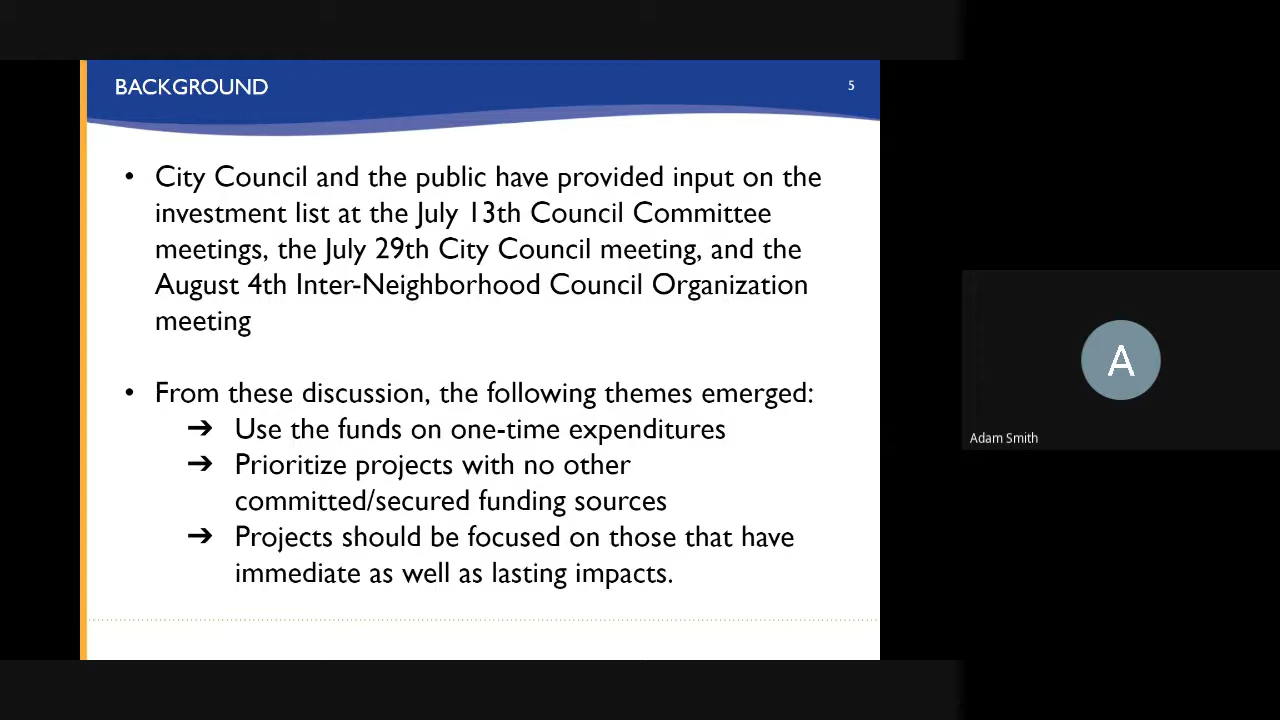 BACKGROUND
5
• City Council and the public have provided input on the
investment list at the July 13th Council Committee
meetings, the July 29th City Council meeting, and the
August 4th Inter-Neighborhood Council Organization
meeting
• From these discussion, the following themes emerged:
➔ Use the funds on one-time expenditures
➔ Prioritize projects with no other
committed/secured funding sources
➔ Projects should be focused on those that have
immediate as well as lasting impacts.
A
Adam Smith